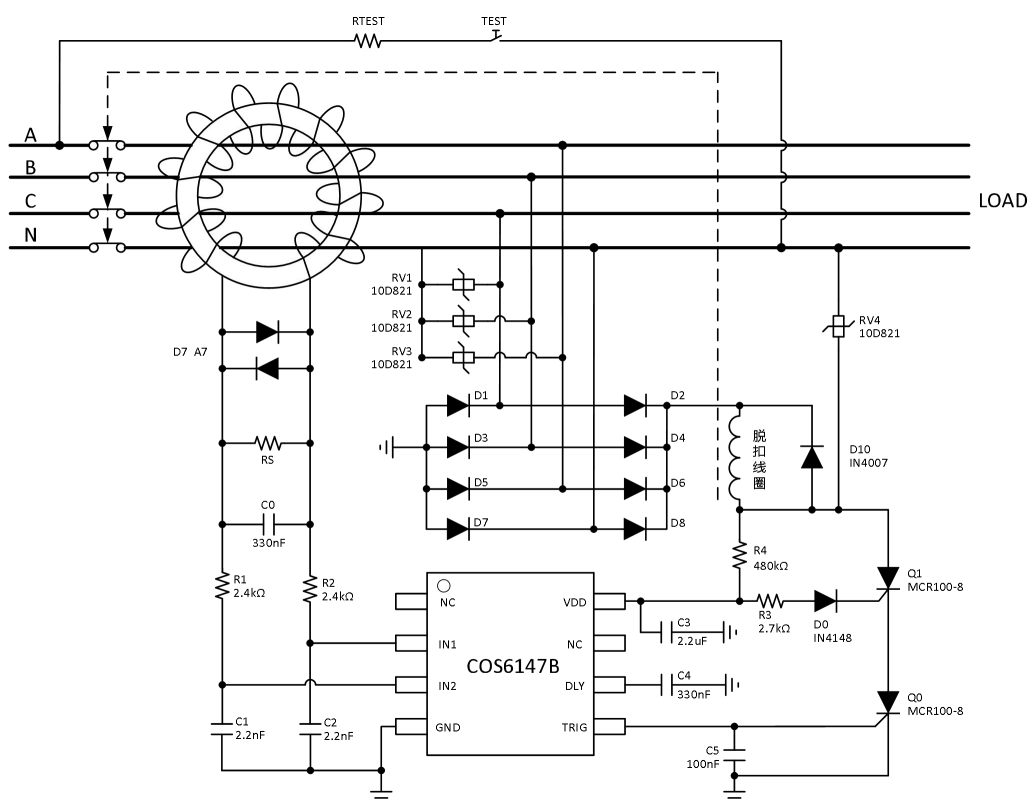 RTEST
TEST
A
B
C
N
LOAD
RV1
10D821
RV2
10D821
RV3
10D821
RV4
10D821
D7 A7
RS
C0
330nF
R1
2.4kΩ
R2
2.4kΩ
C1
2.2nF
C2
2.2nF
D1
D2
D3
D4
D5
D6
D7
D8
脱
扣
线
圈
D10
IN4007
R4
480kΩ
R3
2.7kΩ
D0
IN4148
Q1
MCR100-8
Q0
MCR100-8
NC
IN1
IN2
GND
COS6147B
VDD
NC
DLY
TRIG
C3
2.2uF
C4
330nF
C5
100nF